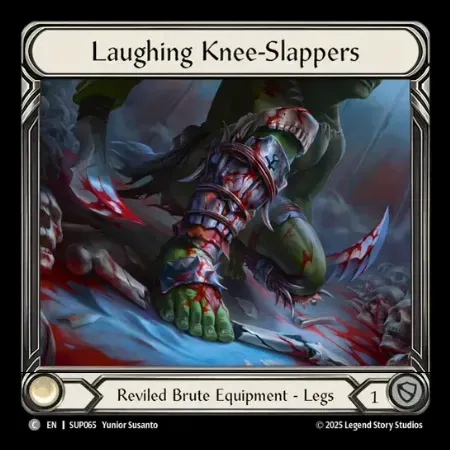 Laughing Knee-Slappers
Reviled Brute Equipment - Legs
1
C EN | SUP065 Yunior Susanto
© 2025 Legend Story Studios